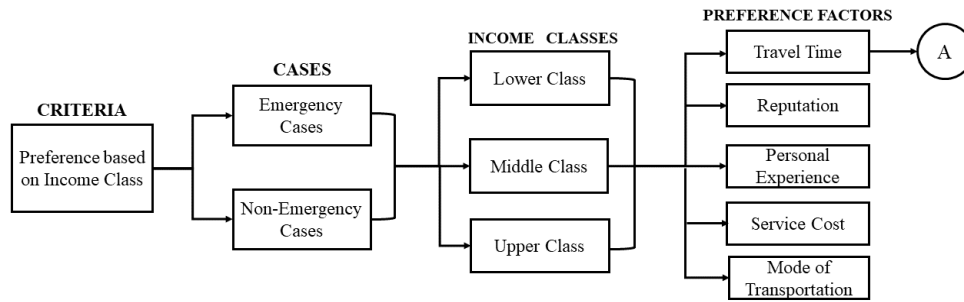 CRITERIA
Preference based
on Income Class
CASES
Emergency
Cases
Non-Emergency
Cases
INCOME CLASSES
Lower Class
Middle Class
Upper Class
PREFERENCE FACTORS
Travel Time
A
Reputation
Personal
Experience
Service Cost
Mode of
Transportation